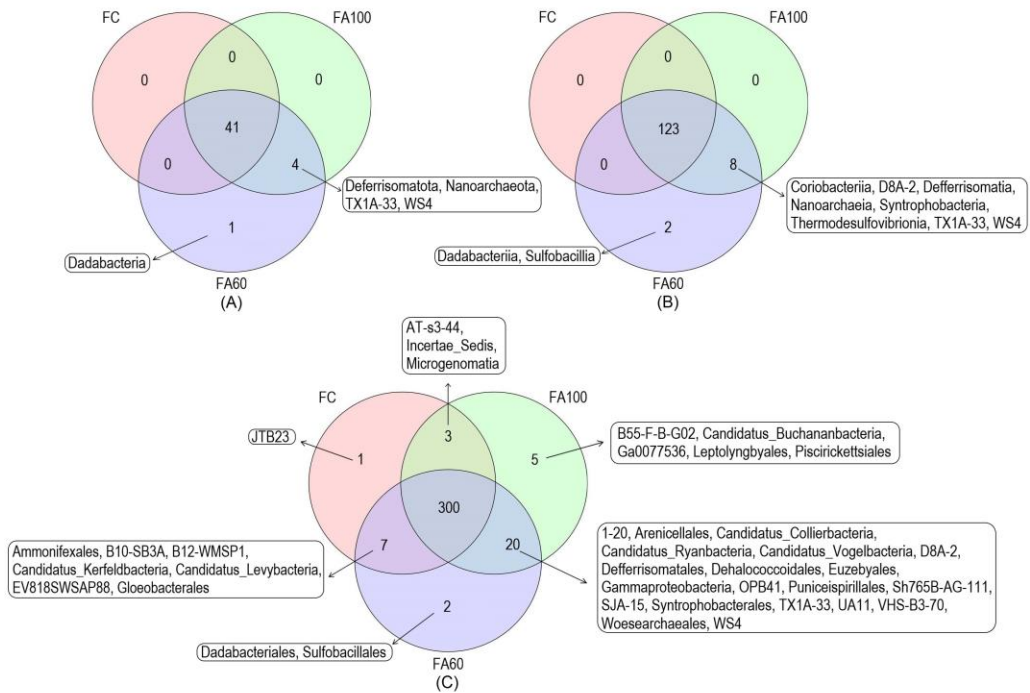 FC
FA100
0
0
0
41
0
4
Deferrisomatota, Nanoarchaeota,
TX1A-33, WS4
1
Dadabacteria
FA60
(A)
FC
FA100
0
0
0
123
0
8
Coriobacteriia, D8A-2, Defferrisomatia,
Nanoarchaeia, Syntrophobacteria,
Thermodesulfovibrionia, TX1A-33, WS4
2
Dadabacteriia, Sulfobacillia
FA60
(B)
AT-s3-44,
Incertae_Sedis,
Microgenomatia
FC
FA100
JTB23
1
3
5
B55-F-B-G02, Candidatus_Buchananbacteria,
Ga0077536, Leptolyngbyales, Piscirickettsiales
300
7
20
Ammonifexales, B10-SB3A, B12-WMSP1,
Candidatus_Kerfeldbacteria, Candidatus_Levybacteria,
EV818SWSAP88, Gloeobacterales
1-20, Arenicellales, Candidatus_Collierbacteria,
Candidatus_Ryanbacteria, Candidatus_Vogelbacteria, D8A-2,
Defferrisomatales, Dehalococcoidales, Euzebyales,
Gammaproteobacteria, OPB41, Puniceispirillales, Sh765B-AG-111,
SJA-15, Syntrophobacterales, TX1A-33, UA11, VHS-B3-70,
Woesearchaeales, WS4
2
Dadabacteriales, Sulfobacillales
FA60
(C)